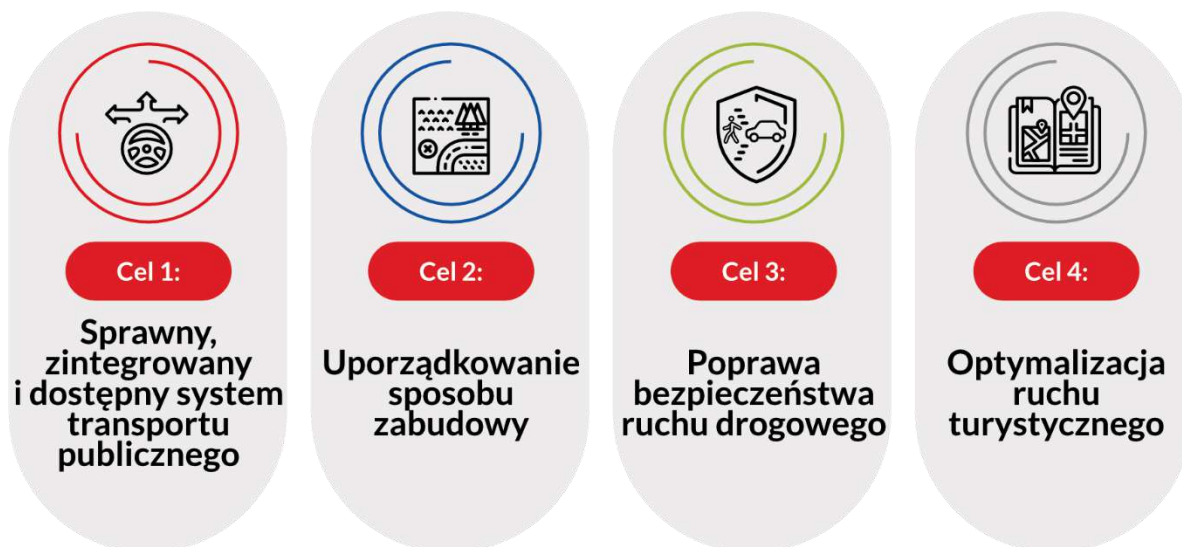 Cel 1:
Sprawny,
zintegrowany
i dostępny system
transportu
publicznego
Cel 2:
Uporządkowanie
sposobu
zabudowy
Cel 3:
Poprawa
bezpieczeństwa
ruchu drogowego
Cel 4:
Optymalizacja
ruchu
turystycznego